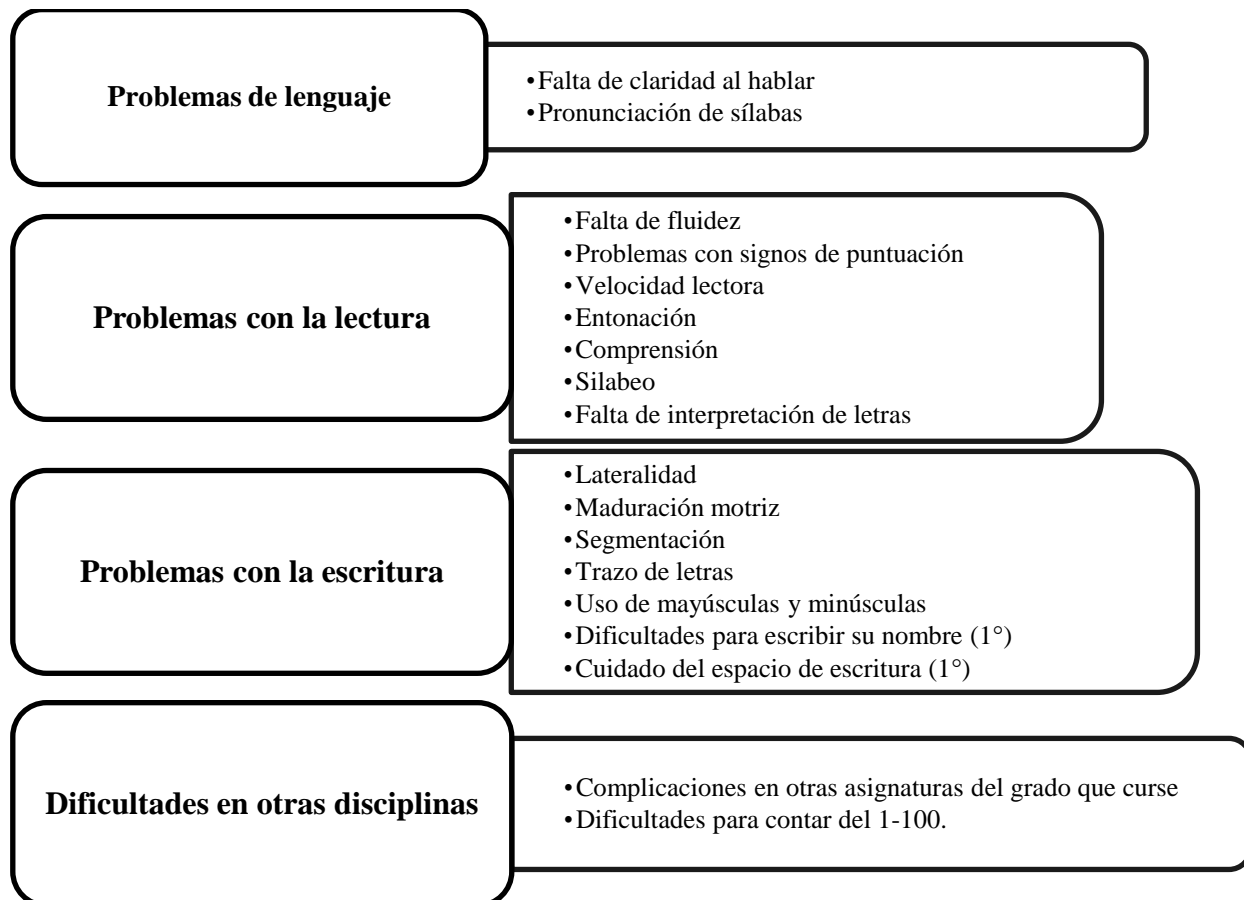 Problemas de lenguaje
•Falta de claridad al hablar
•Pronunciación de sílabas
Problemas con la lectura
•Falta de fluidez
•Problemas con signos de puntuación
•Velocidad lectora
•Entonación
•Comprensión
•Silabeo
•Falta de interpretación de letras
Problemas con la escritura
•Lateralidad
•Maduración motriz
•Segmentación
•Trazo de letras
•Uso de mayúsculas y minúsculas
•Dificultades para escribir su nombre (1°)
•Cuidado del espacio de escritura (1°)
Dificultades en otras disciplinas
•Complicaciones en otras asignaturas del grado que curse
•Dificultades para contar del 1-100.